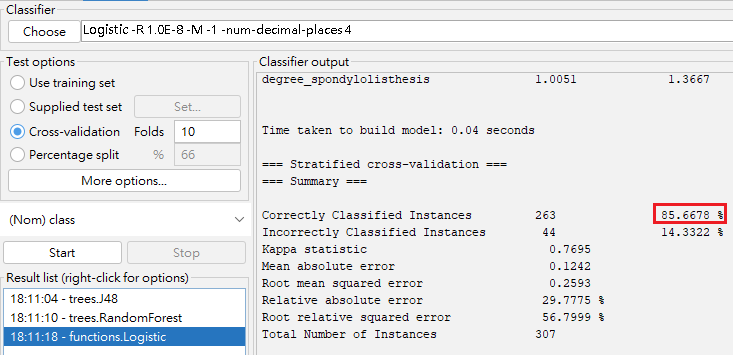 Classifier
Choose Logistic -R 1.0E-8 -M -1 -num-decimal-places 4
Test options
Use training set
Supplied test set Set...
Cross-validation Folds 10
Percentage split % 66
More options...
(Nom) class
Start Stop
Result list (right-click for options)
18:11:04 - trees.J48
18:11:10 - trees.RandomForest
18:11:18 - functions.Logistic
Classifier output
degree_spondylolisthesis 1.0051 1.3667
Time taken to build model: 0.04 seconds
=== Stratified cross-validation ===
=== Summary ===
Correctly Classified Instances 263 85.6678 %
Incorrectly Classified Instances 44 14.3322 %
Kappa statistic 0.7695
Mean absolute error 0.1242
Root mean squared error 0.2593
Relative absolute error 29.7775 %
Root relative squared error 56.7999 %
Total Number of Instances 307